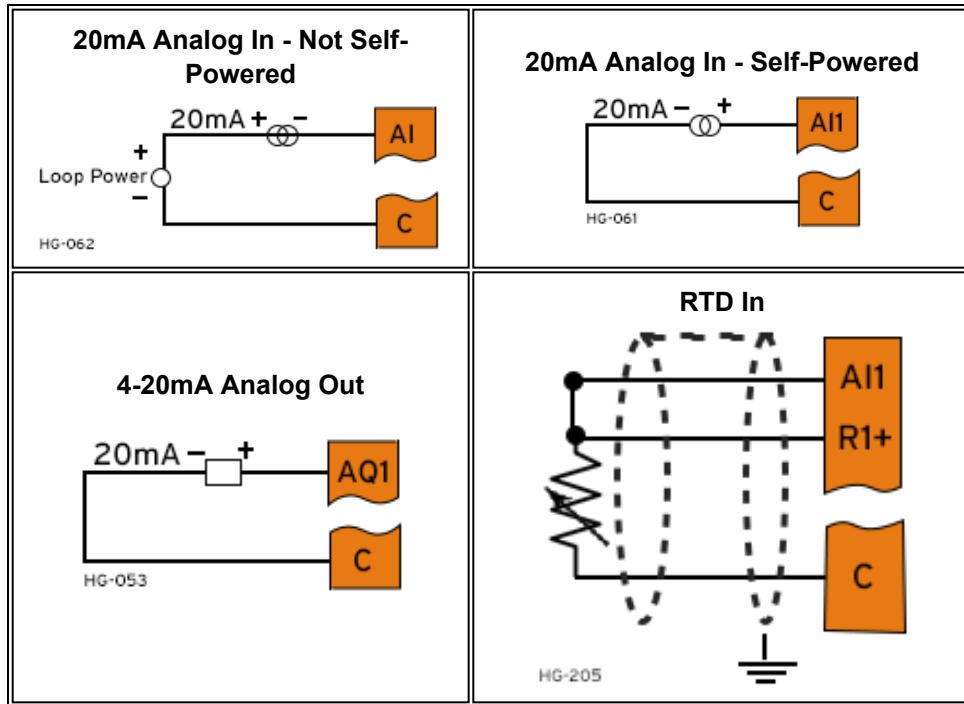 20mA Analog In - Not Self-
Powered
20mA + -
AI
+
Loop Power
-
C
HG-062
20mA Analog In - Self-Powered
20mA - +
AI1
C
HG-061
4-20mA Analog Out
20mA - +
AQ1
C
HG-053
RTD In
AI1
R1+
C
HG-205